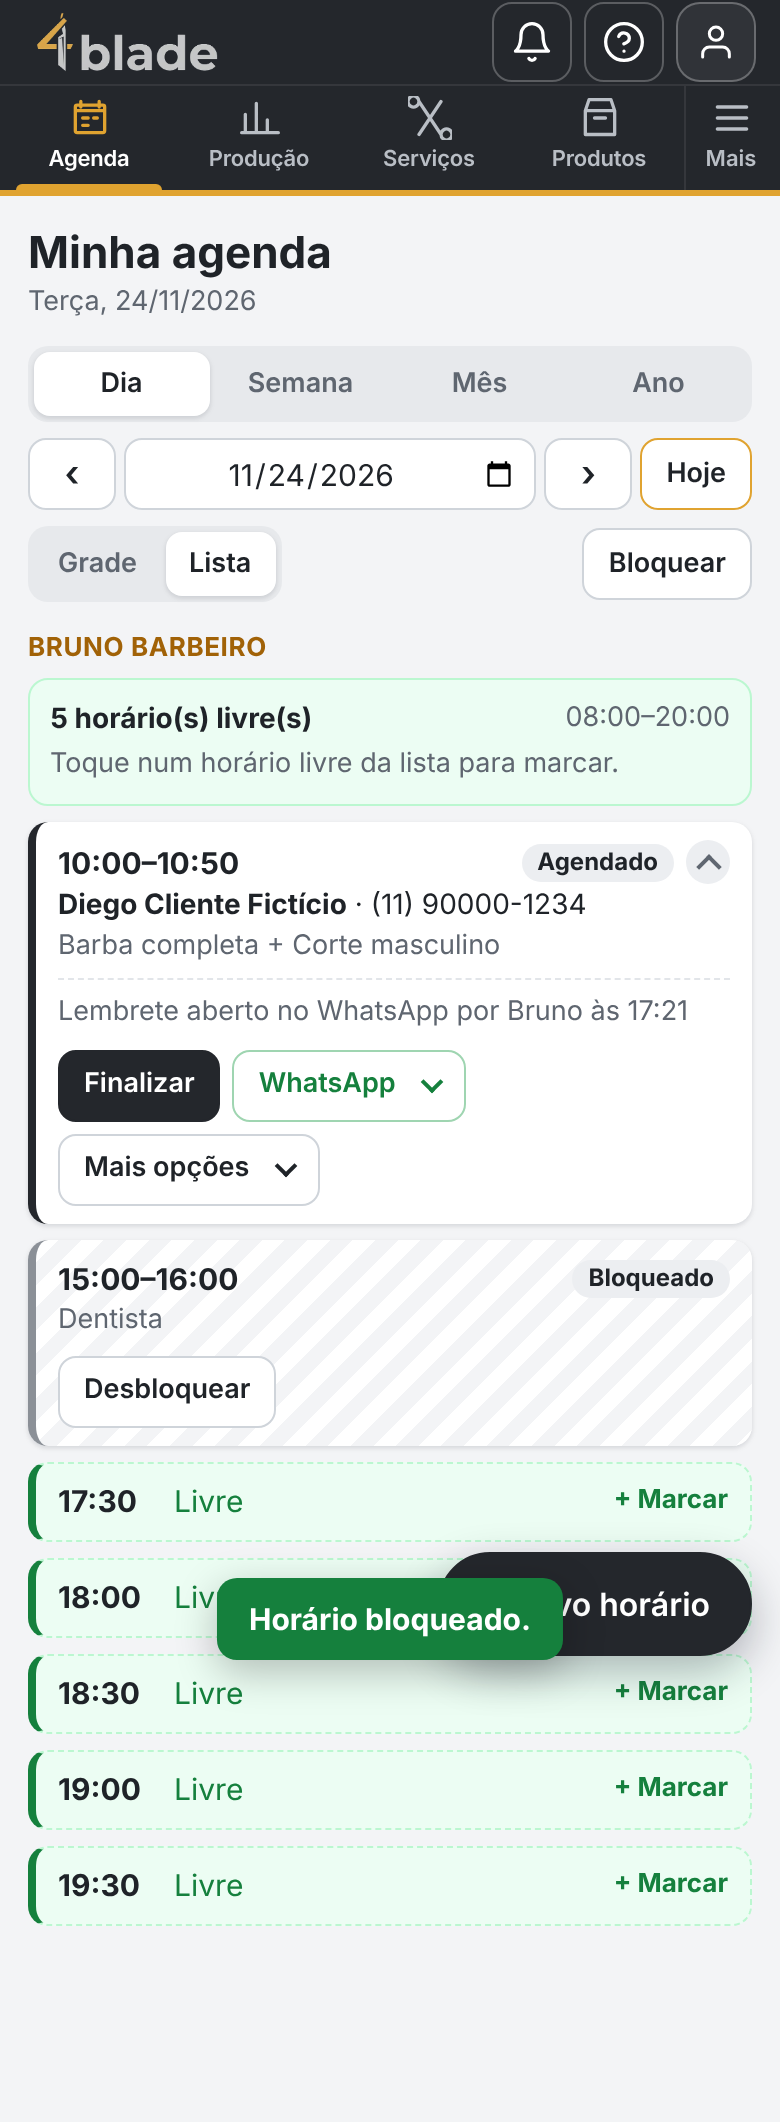 4blade
Agenda
Produção
Serviços
Produtos
Mais
Minha agenda
Terça, 24/11/2026
Dia
Semana
Mês
Ano
‹
11/24/2026
›
Hoje
Grade
Lista
Bloquear
BRUNO BARBEIRO
5 horário(s) livre(s)
08:00–20:00
Toque num horário livre da lista para marcar.
10:00–10:50
Agendado
Diego Cliente Fictício · (11) 90000-1234
Barba completa + Corte masculino
Lembrete aberto no WhatsApp por Bruno às 17:21
Finalizar
WhatsApp
Mais opções
15:00–16:00
Bloqueado
Dentista
Desbloquear
17:30 Livre + Marcar
18:00
Horário bloqueado.
horário
18:30 Livre + Marcar
19:00 Livre + Marcar
19:30 Livre + Marcar